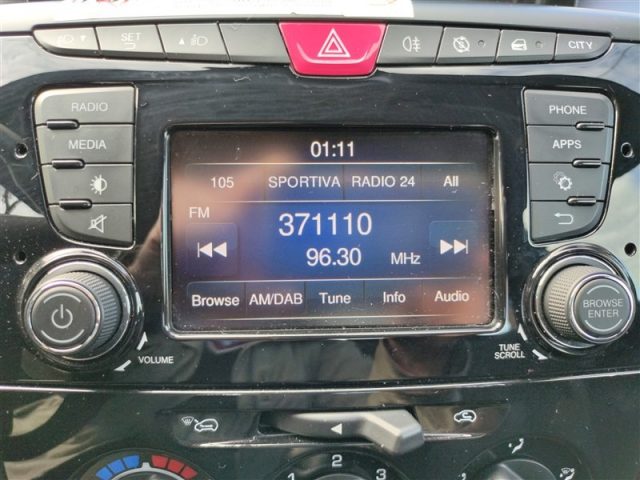 SET
CITY
RADIO
PHONE
MEDIA
APPS
01:11
105 SPORTIVA RADIO 24 All
FM
371110
96.30 MHz
Browse AM/DAB Tune Info Audio
BROWSE
ENTER
VOLUME
TUNE
SCROLL
1 2 3